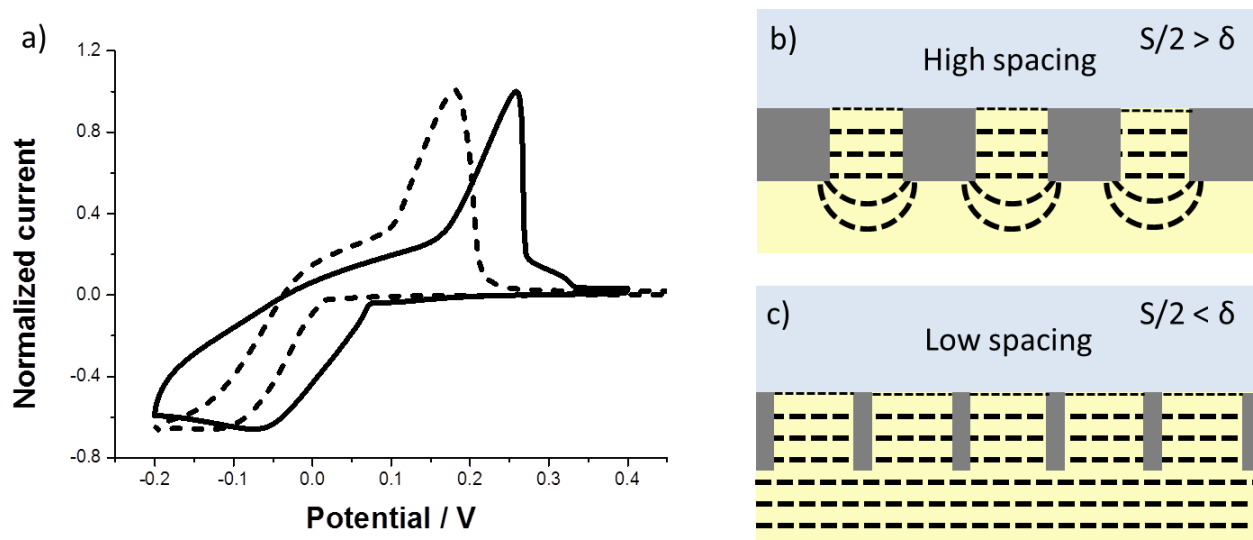 a)
1.2
0.8
0.4
0.0
-0.4
-0.8
Normalized current
-0.2
-0.1
0.0
0.1
0.2
0.3
0.4
Potential / V
b)
S/2 > δ
High spacing
c)
S/2 < δ
Low spacing